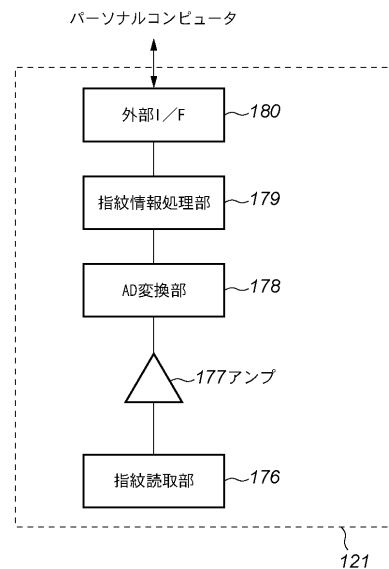 パーソナルコンピュータ
外部I／F
180
指紋情報処理部
179
AD変換部
178
177アンプ
指紋読取部
176
121